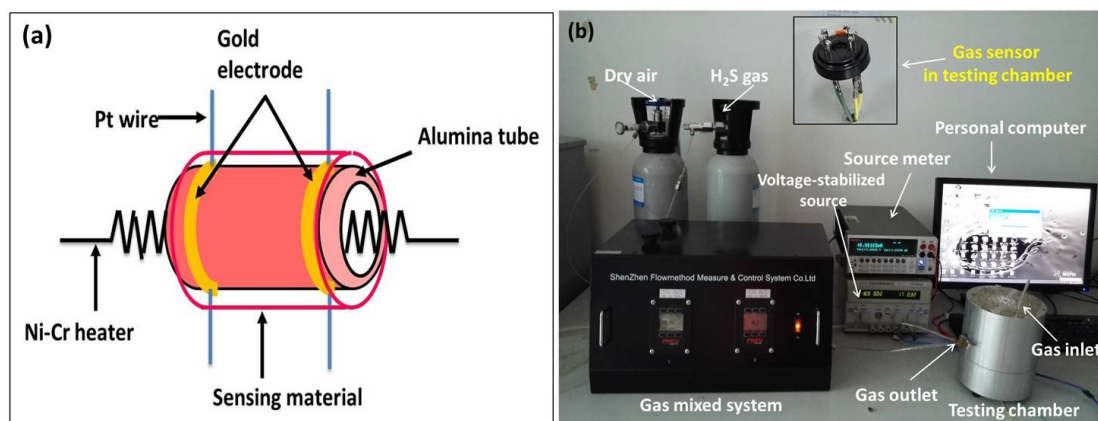 (a)
Gold
electrode
Pt wire
Alumina tube
Ni-Cr heater
Sensing material
(b)
Dry air
H₂S gas
Gas sensor
in testing chamber
Personal computer
Source meter
Voltage-stabilized
source
ShenZhen Flowmethod Measure & Control System Co.Ltd
Gas inlet
Gas outlet
Gas mixed system
Testing chamber